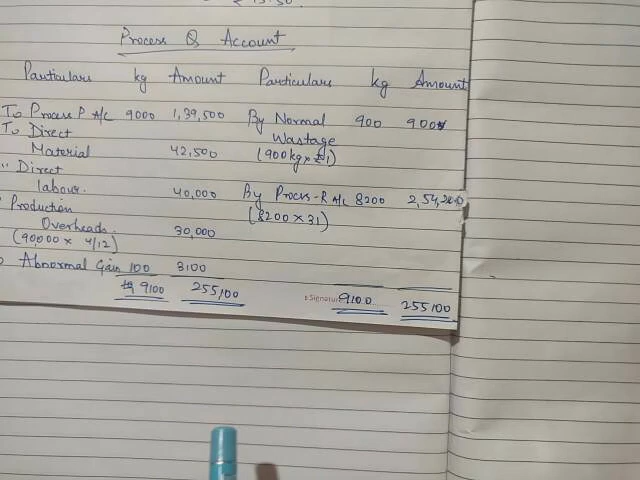 ₹ 15.50.
Process Q Account
Particulars kg Amount Particulars kg Amount
To Process P A/c 9000 1,39,500 By Normal 900 900
To Direct Wastage
Material 42,500 (900kg × ₹1)
" Direct
labour. 40,000 By Process-R A/c 8200 2,54,200
Production (8200 × 31)
Overheads. 30,000
(90000 × 4/12)
Abnormal Gain 100 3100
9100 255100 9100 255100